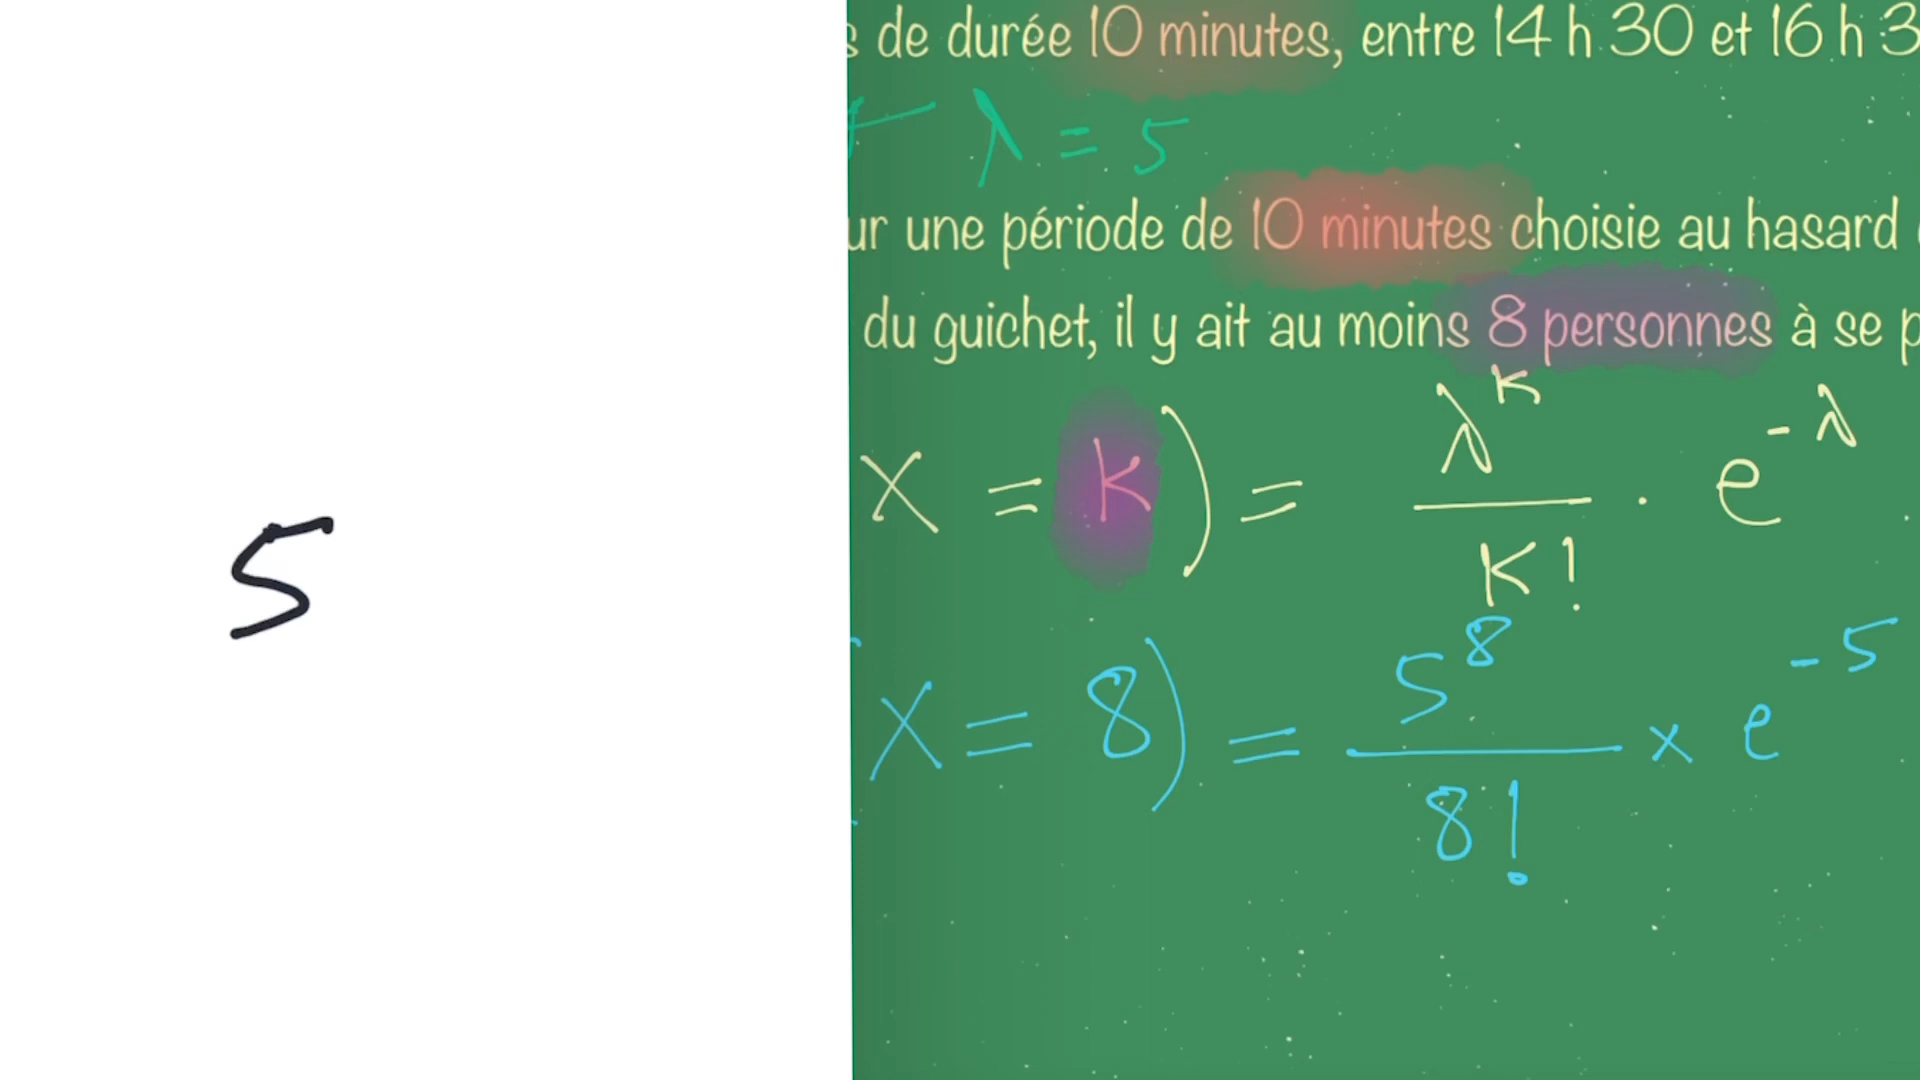 5
de durée 10 minutes, entre 14 h 30 et 16 h 3
λ = 5
ur une période de 10 minutes choisie au hasard
du guichet, il y ait au moins 8 personnes à se p
X = K) = λ^K / K! · e^-λ
X = 8) = 5^8 / 8! × e^-5